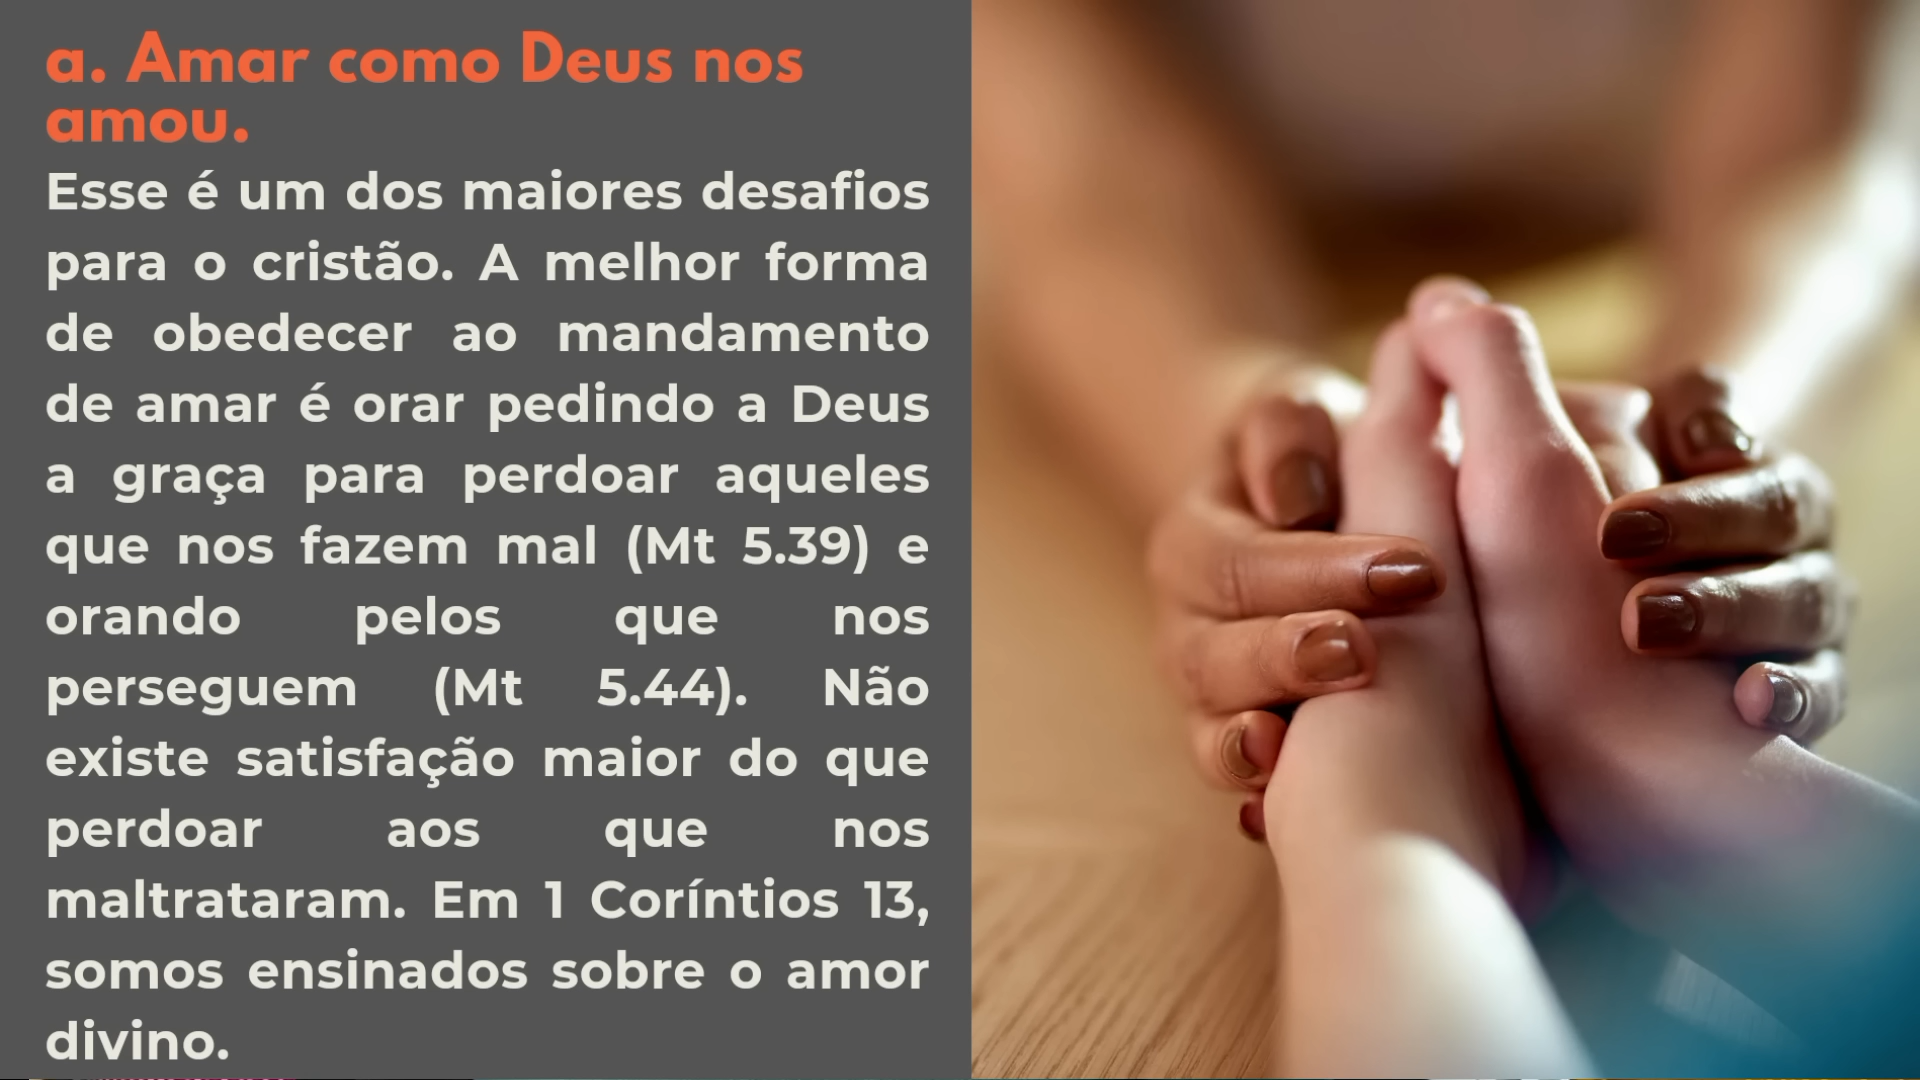 a. Amar como Deus nos
amou.
Esse é um dos maiores desafios
para o cristão. A melhor forma
de obedecer ao mandamento
de amar é orar pedindo a Deus
a graça para perdoar aqueles
que nos fazem mal (Mt 5.39) e
orando pelos que nos
perseguem (Mt 5.44). Não
existe satisfação maior do que
perdoar aos que nos
maltrataram. Em 1 Coríntios 13,
somos ensinados sobre o amor
divino.